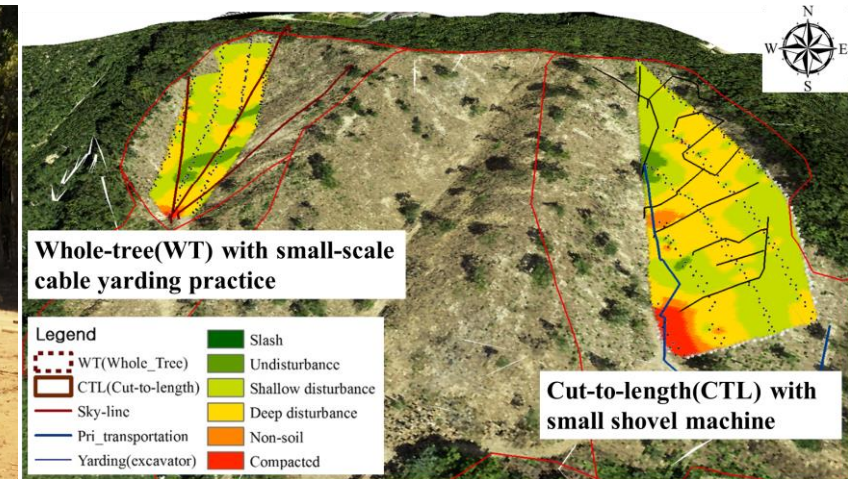 N
W E
S
Whole-tree(WT) with small-scale
cable yarding practice
Legend
WT(Whole_Tree)
CTL(Cut-to-length)
Sky-line
Pri_transportation
Yarding(excavator)
Slash
Undisturbance
Shallow disturbance
Deep disturbance
Non-soil
Compacted
Cut-to-length(CTL) with
small shovel machine